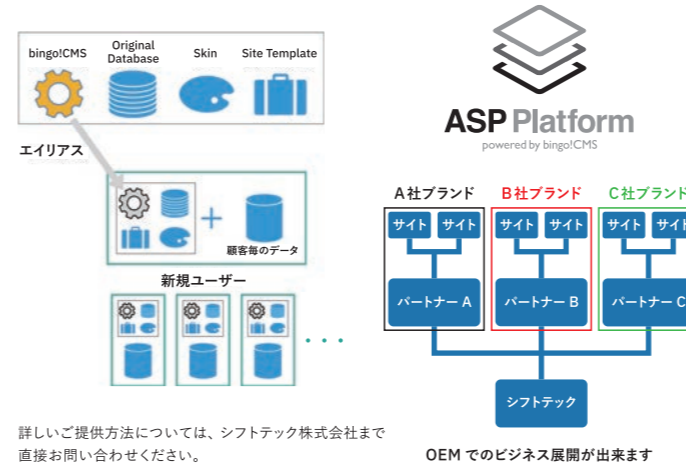 bingo!CMS
Original
Database
Skin
Site Template
エイリアス
顧客毎のデータ
新規ユーザー
・・・
詳しいご提供方法については、シフトテック株式会社まで
直接お問い合わせください。
ASP Platform
powered by bingo!CMS
A社ブランド
B社ブランド
C社ブランド
サイト サイト
サイト サイト
サイト サイト
パートナー A
パートナー B
パートナー C
シフトテック
OEM でのビジネス展開が出来ます